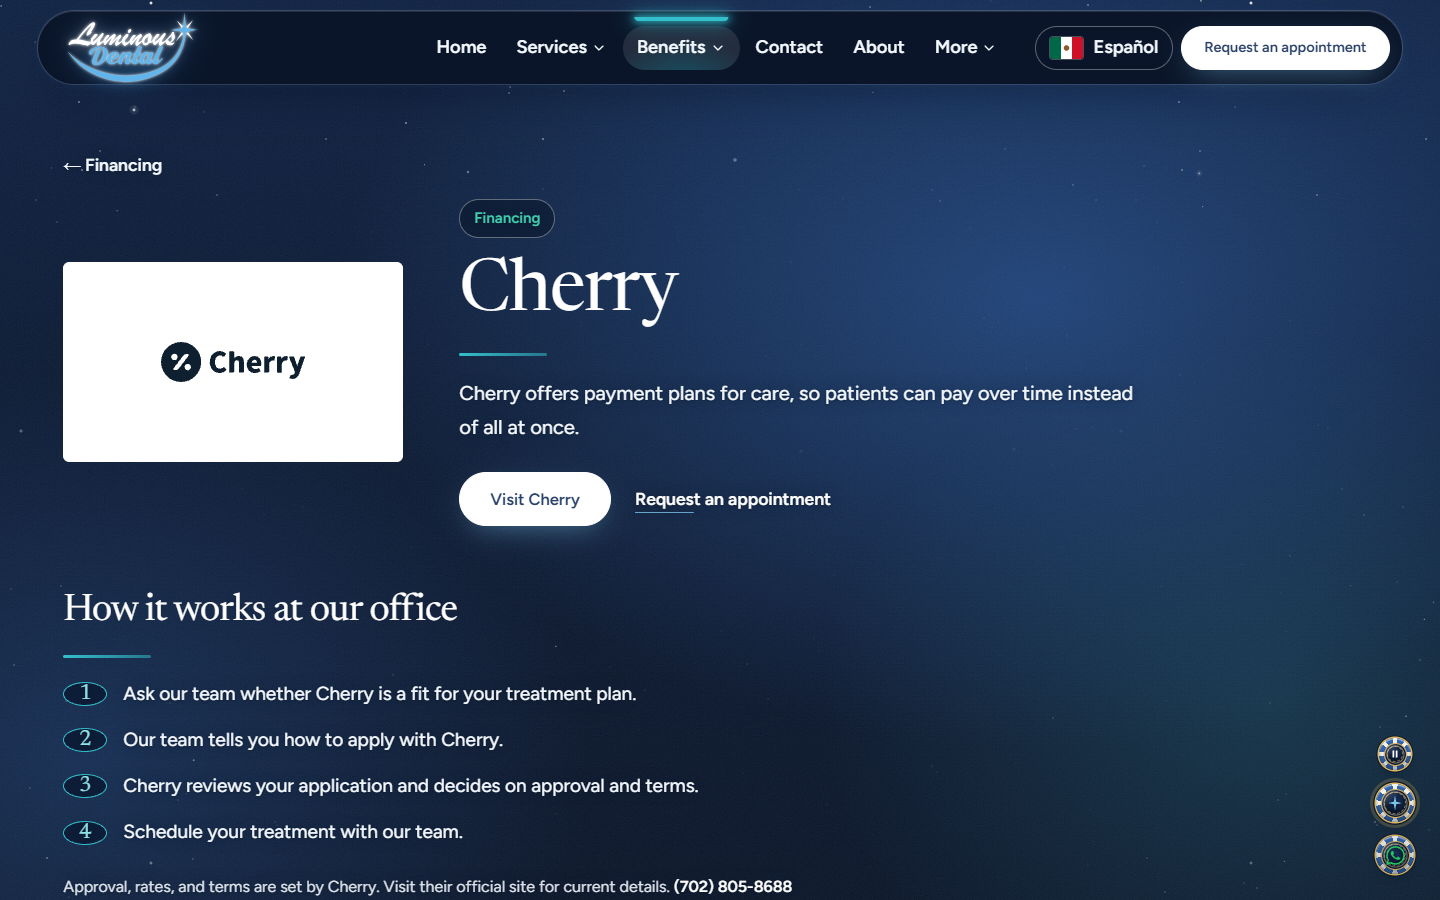 Luminous Dental
Home
Services
Benefits
Contact
About
More
Español
Request an appointment
← Financing
Financing
Cherry
Cherry
Cherry offers payment plans for care, so patients can pay over time instead
of all at once.
Visit Cherry
Request an appointment
How it works at our office
1 Ask our team whether Cherry is a fit for your treatment plan.
2 Our team tells you how to apply with Cherry.
3 Cherry reviews your application and decides on approval and terms.
4 Schedule your treatment with our team.
Approval, rates, and terms are set by Cherry. Visit their official site for current details. (702) 805-8688